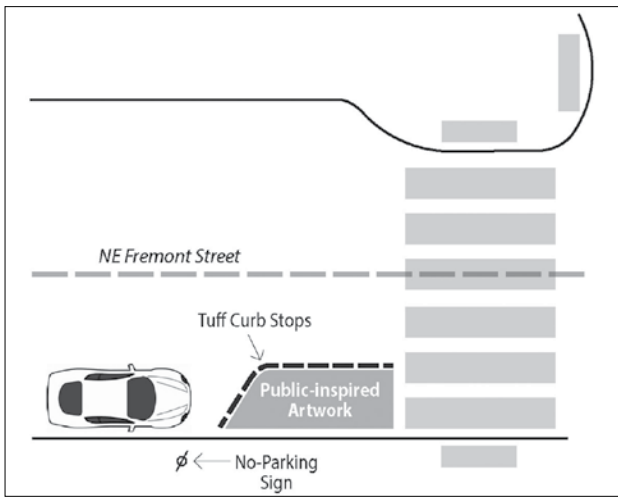 NE Fremont Street
Tuff Curb Stops
Public-inspired
Artwork
No-Parking
Sign